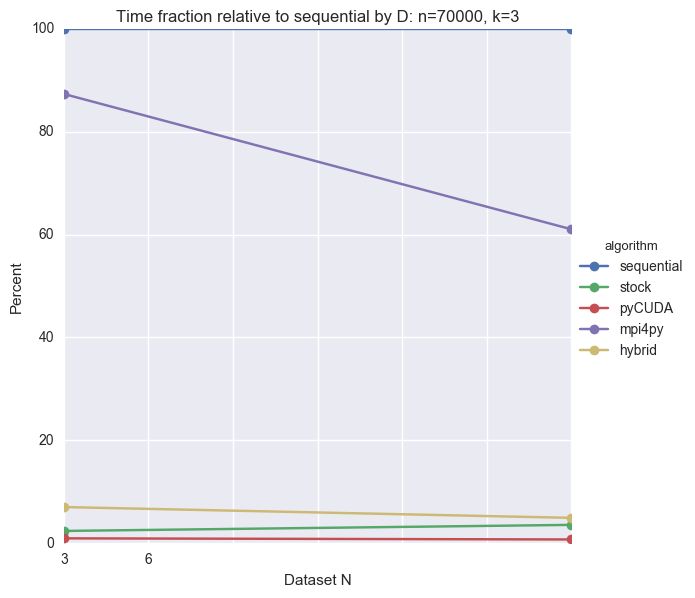 Time fraction relative to sequential by D: n=70000, k=3
100
80
60
40
20
0
Percent
3 6
Dataset N
algorithm
sequential
stock
pyCUDA
mpi4py
hybrid